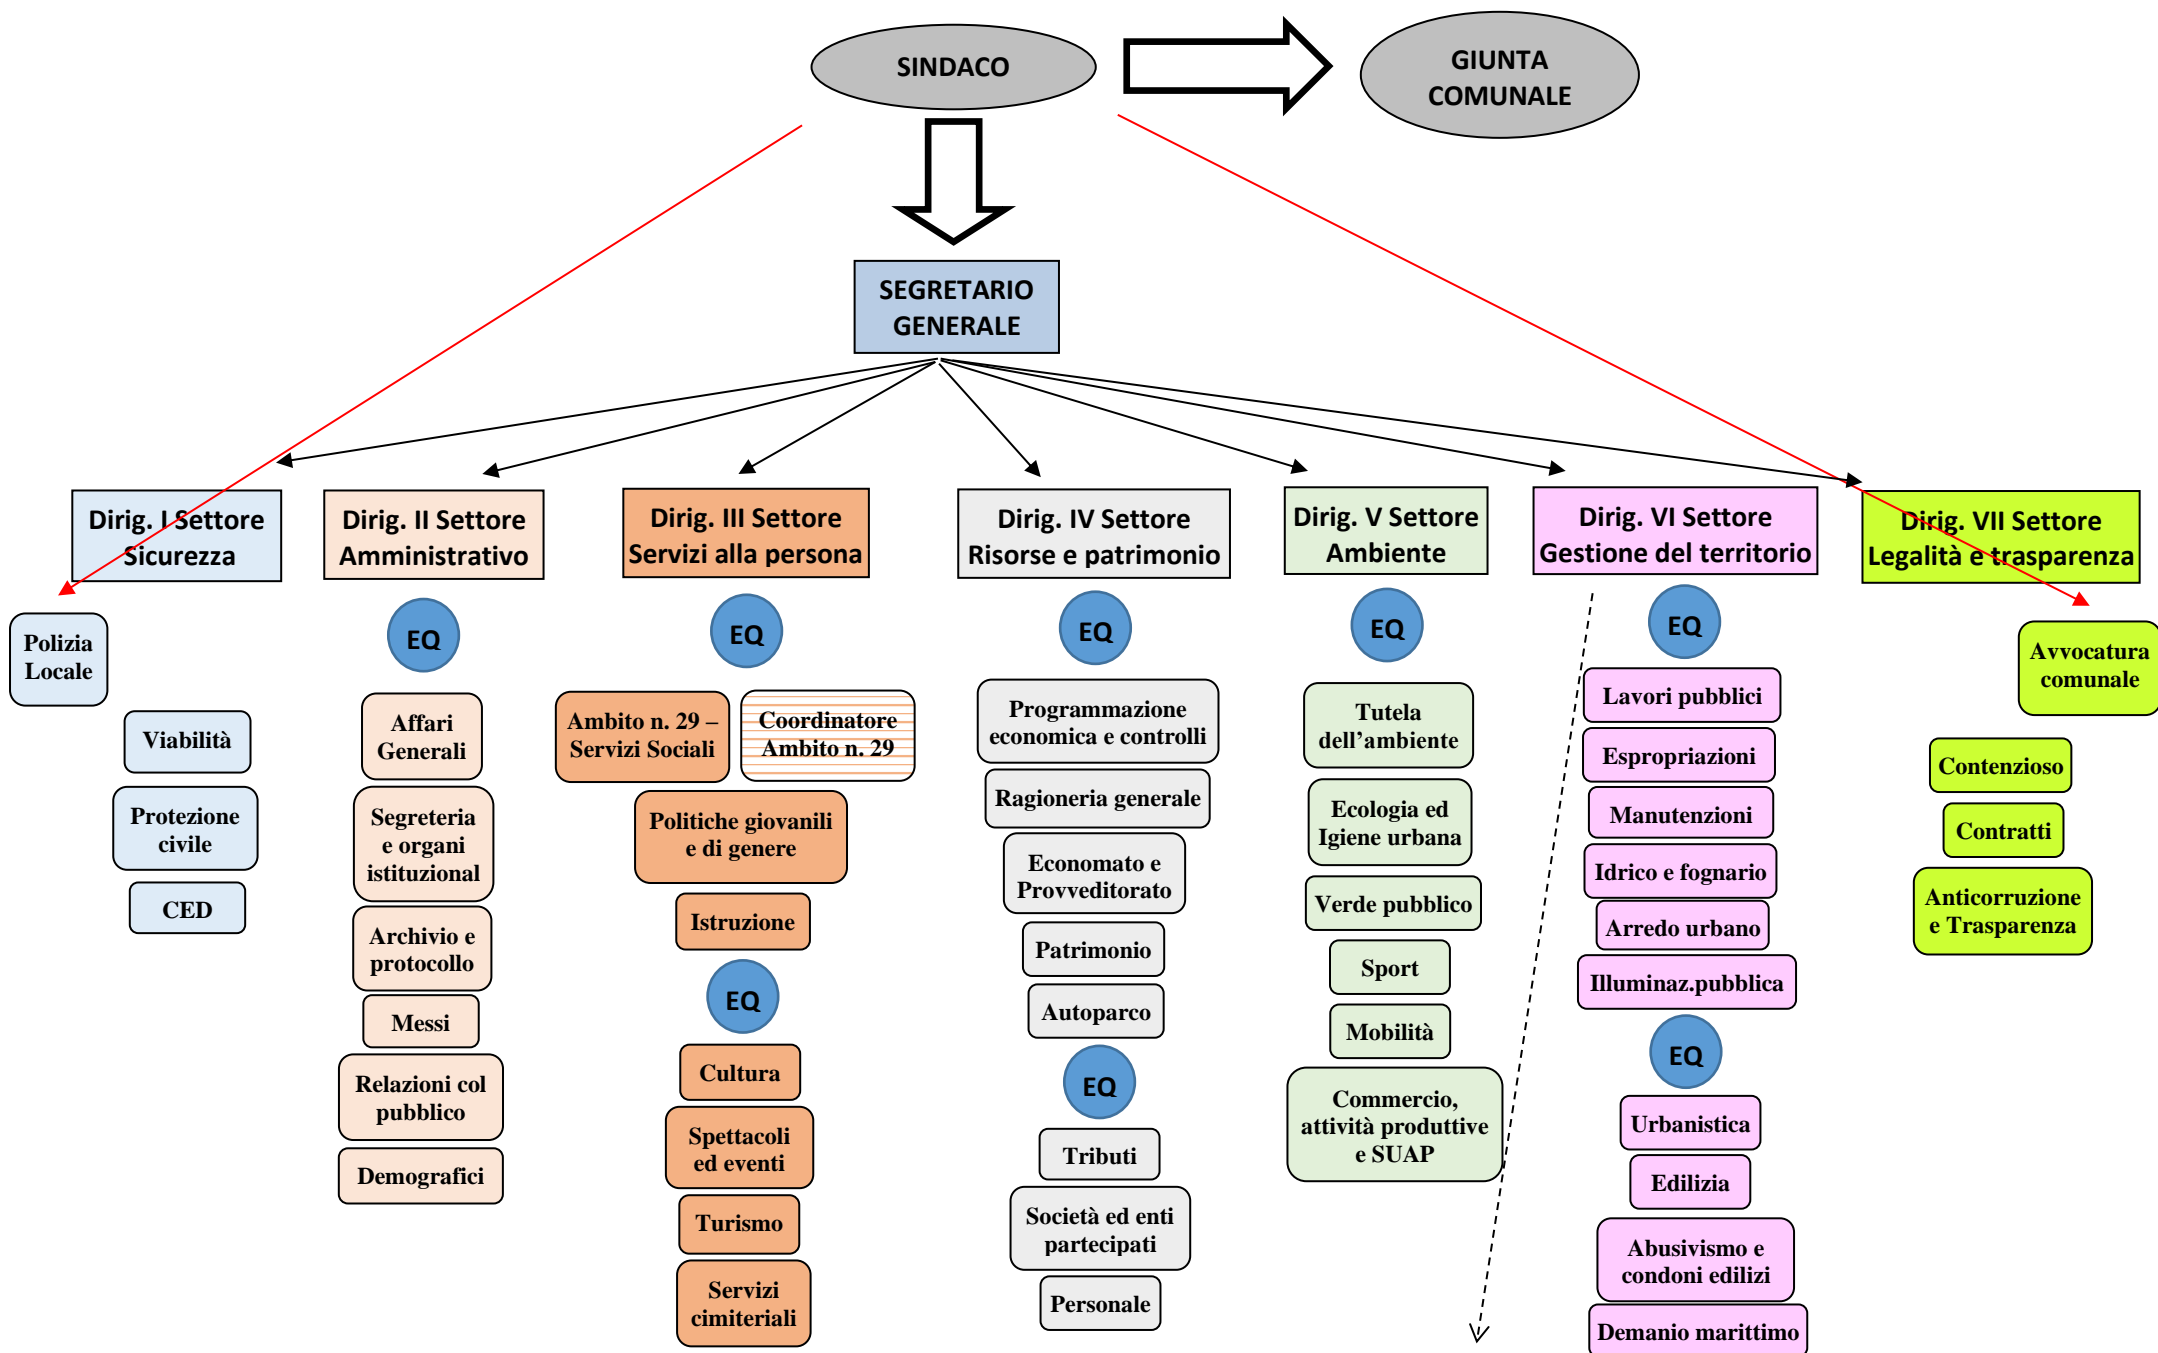 SINDACO
GIUNTA
COMUNALE
SEGRETARIO
GENERALE
Dirig. I Settore
Sicurezza
Polizia
Locale
Viabilità
Protezione
civile
CED
Dirig. II Settore
Amministrativo
EQ
Affari
Generali
Segreteria
e organi
istituzional
Archivio e
protocollo
Messi
Relazioni col
pubblico
Demografici
Dirig. III Settore
Servizi alla persona
EQ
Ambito n. 29 –
Servizi Sociali
Coordinatore
Ambito n. 29
Politiche giovanili
e di genere
Istruzione
EQ
Cultura
Spettacoli
ed eventi
Turismo
Servizi
cimiteriali
Dirig. IV Settore
Risorse e patrimonio
EQ
Programmazione
economica e controlli
Ragioneria generale
Economato e
Provveditorato
Patrimonio
Autoparco
EQ
Tributi
Società ed enti
partecipati
Personale
Dirig. V Settore
Ambiente
EQ
Tutela
dell’ambiente
Ecologia ed
Igiene urbana
Verde pubblico
Sport
Mobilità
Commercio,
attività produttive
e SUAP
Dirig. VI Settore
Gestione del territorio
EQ
Lavori pubblici
Espropriazioni
Manutenzioni
Idrico e fognario
Arredo urbano
Illuminaz.pubblica
EQ
Urbanistica
Edilizia
Abusivismo e
condoni edilizi
Demanio marittimo
Dirig. VII Settore
Legalità e trasparenza
Avvocatura
comunale
Contenzioso
Contratti
Anticorruzione
e Trasparenza